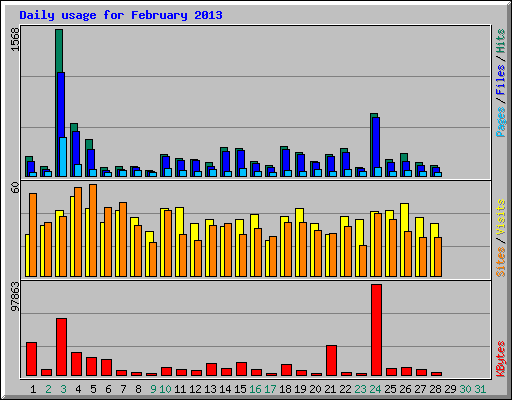 Daily usage for February 2013
1568
Pages / Files / Hits
60
Sites / Visits
97863
KBytes
1 2 3 4 5 6 7 8 9 10 11 12 13 14 15 16 17 18 19 20 21 22 23 24 25 26 27 28 29 30 31